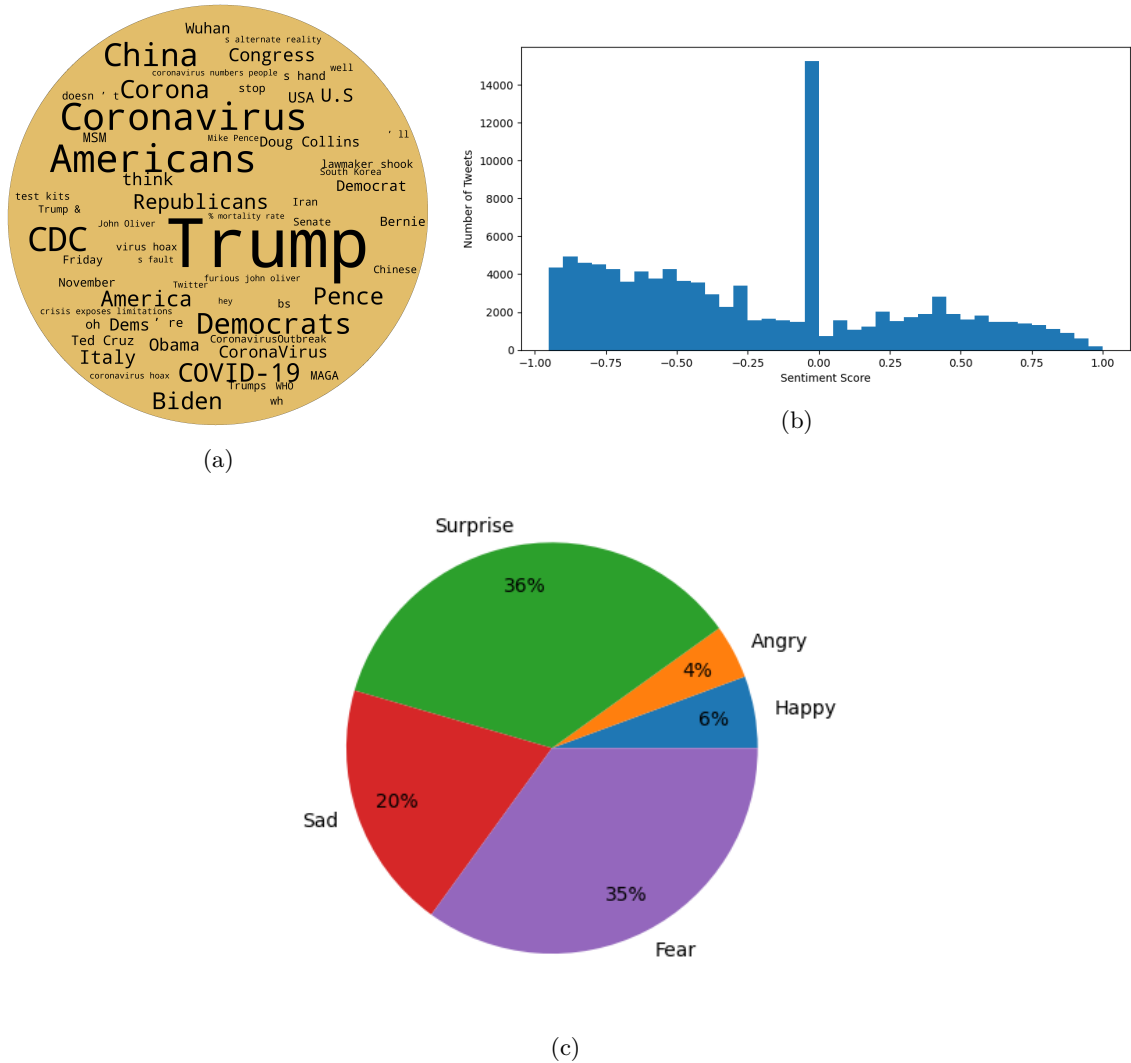 Wuhan
s alternate reality
China
Congress
coronavirus numbers people
s hand
well
Corona
stop
doesn ’ t
USA
U.S
Coronavirus
MSM
Mike Pence
Doug Collins
’ ll
Americans
lawmaker shook
South Korea
think
Democrat
test kits
Republicans
Iran
Trump &
% mortality rate
John Oliver
Senate
Bernie
Trump
CDC
virus hoax
Friday
s fault
Chinese
November
Twitter
furious john oliver
America
hey
bs
Pence
crisis exposes limitations
oh
Dems
’ re
Democrats
Ted Cruz
Obama
CoronavirusOutbreak
Italy
CoronaVirus
coronavirus hoax
COVID-19
MAGA
Trumps
WHO
Biden
wh
(a)
Number of Tweets
14000
12000
10000
8000
6000
4000
2000
0
−1.00 −0.75 −0.50 −0.25 0.00 0.25 0.50 0.75 1.00
Sentiment Score
(b)
Surprise
36%
Angry
4%
Happy
6%
Sad
20%
35%
Fear
(c)